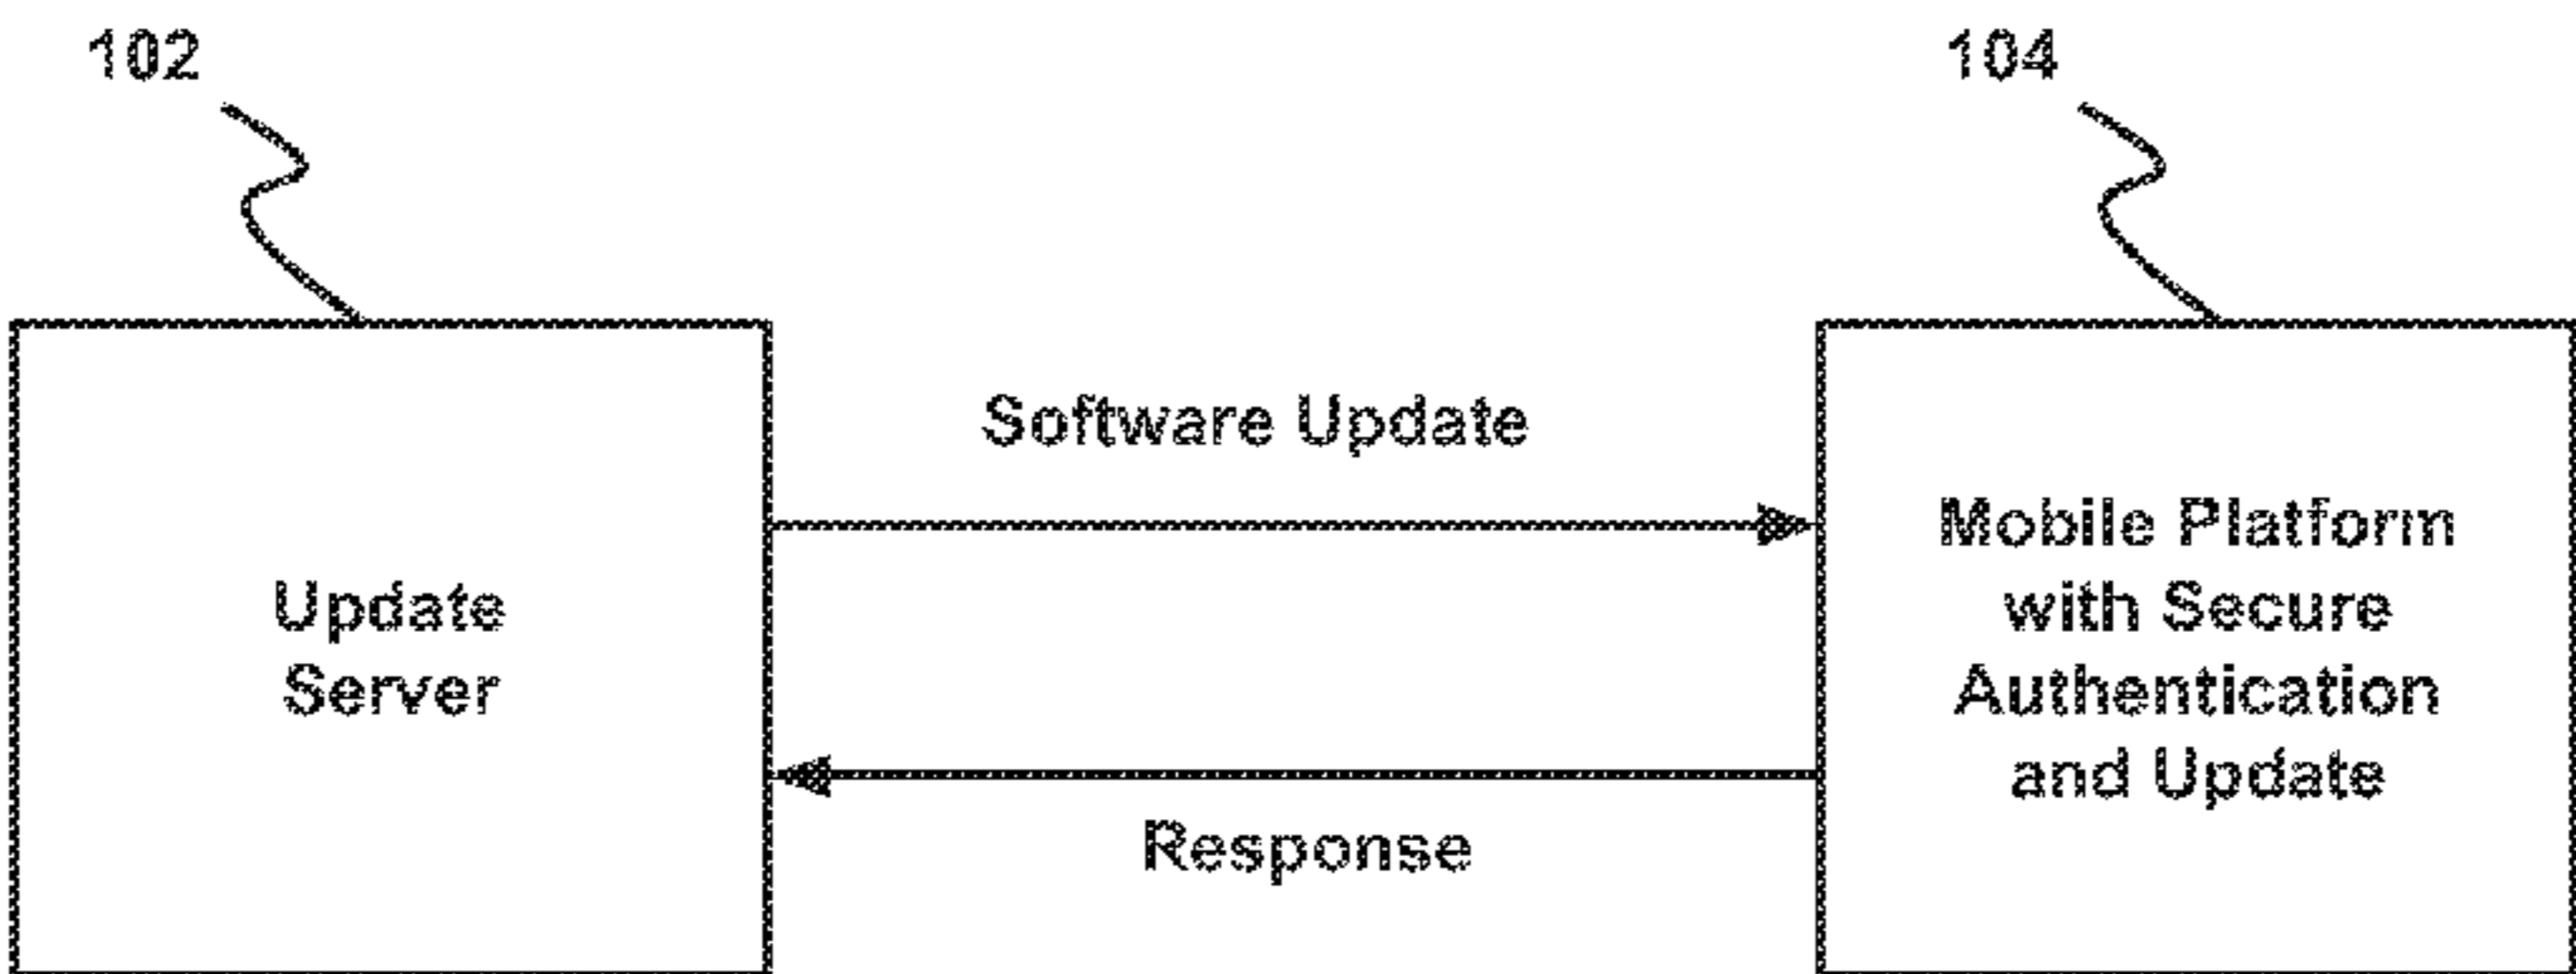 102
104
Software Update
Update
Server
Mobile Platform
with Secure
Authentication
and Update
Response